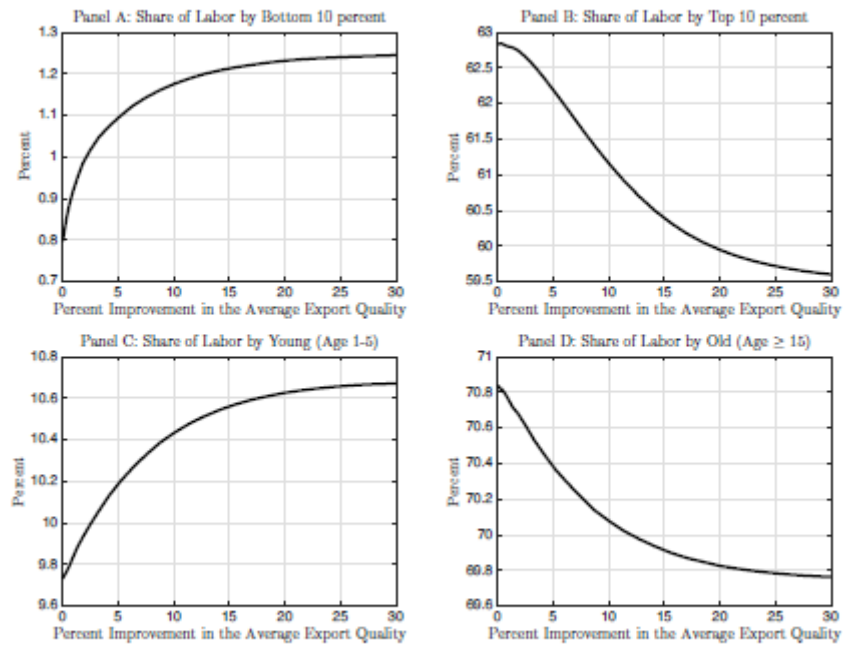 Panel A: Share of Labor by Bottom 10 percent
1.3
1.2
1.1
1
0.9
0.8
0.7
Percent
0 5 10 15 20 25 30
Percent Improvement in the Average Export Quality
Panel B: Share of Labor by Top 10 percent
63
62.5
62
61.5
61
60.5
60
59.5
Percent
0 5 10 15 20 25 30
Percent Improvement in the Average Export Quality
Panel C: Share of Labor by Young (Age 1-5)
10.8
10.6
10.4
10.2
10
9.8
9.6
Percent
0 5 10 15 20 25 30
Percent Improvement in the Average Export Quality
Panel D: Share of Labor by Old (Age ≥ 15)
71
70.8
70.6
70.4
70.2
70
69.8
69.6
Percent
0 5 10 15 20 25 30
Percent Improvement in the Average Export Quality